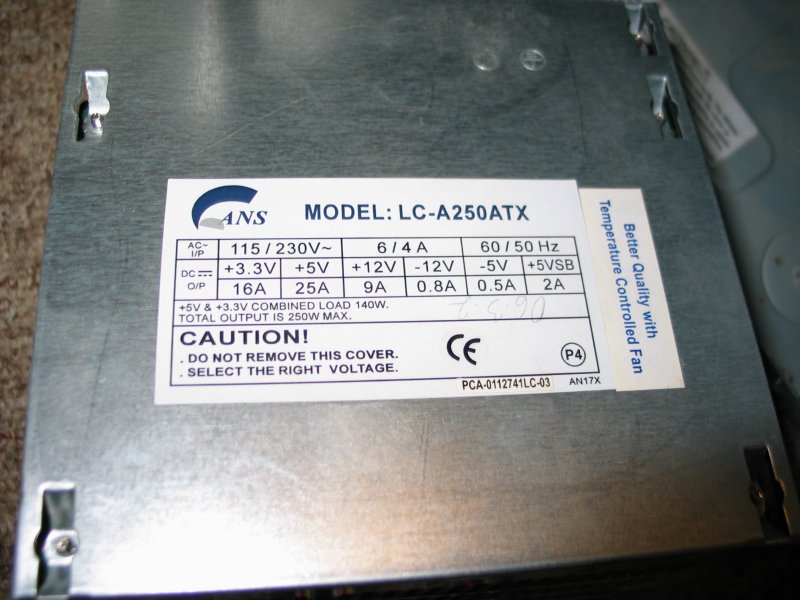 ANS
MODEL: LC-A250ATX
AC~ I/P 115 / 230V~ 6 / 4 A 60 / 50 Hz
DC O/P +3.3V +5V +12V -12V -5V +5VSB
16A 25A 9A 0.8A 0.5A 2A
+5V & +3.3V COMBINED LOAD 140W.
TOTAL OUTPUT IS 250W MAX.
CAUTION!
. DO NOT REMOVE THIS COVER.
. SELECT THE RIGHT VOLTAGE.
CE
P4
PCA-0112741LC-03
AN17X
Better Quality with
Temperature Controlled Fan